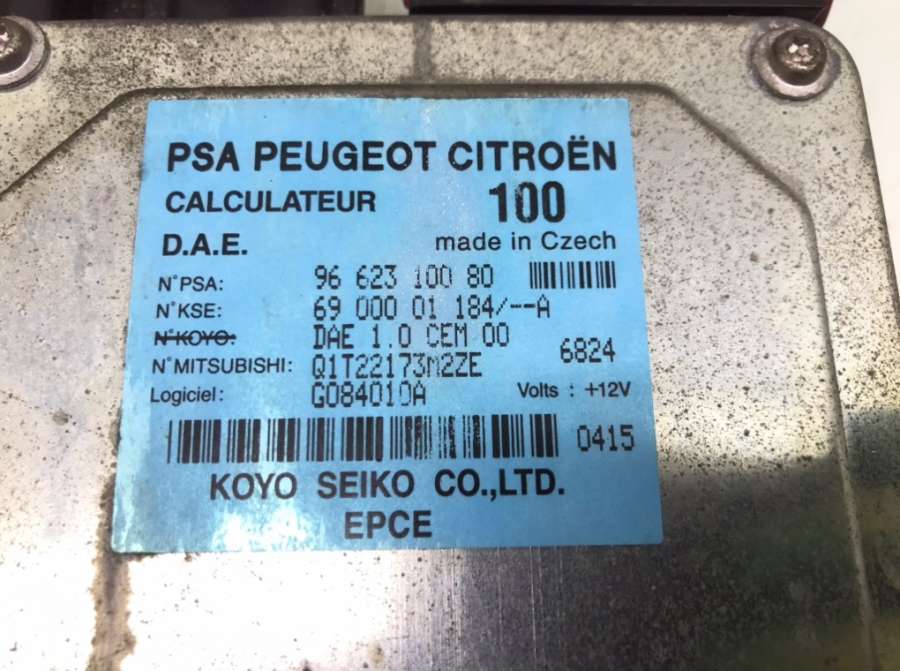 PSA PEUGEOT CITROËN
CALCULATEUR 100
D.A.E. made in Czech
N°PSA: 96 623 100 80
N°KSE: 69 000 01 184/--A
N°KOYO: DAE 1.0 CEM 00
N°MITSUBISHI: Q1T22173M2ZE 6824
Logiciel: G084010A Volts : +12V
0415
KOYO SEIKO CO.,LTD.
EPCE